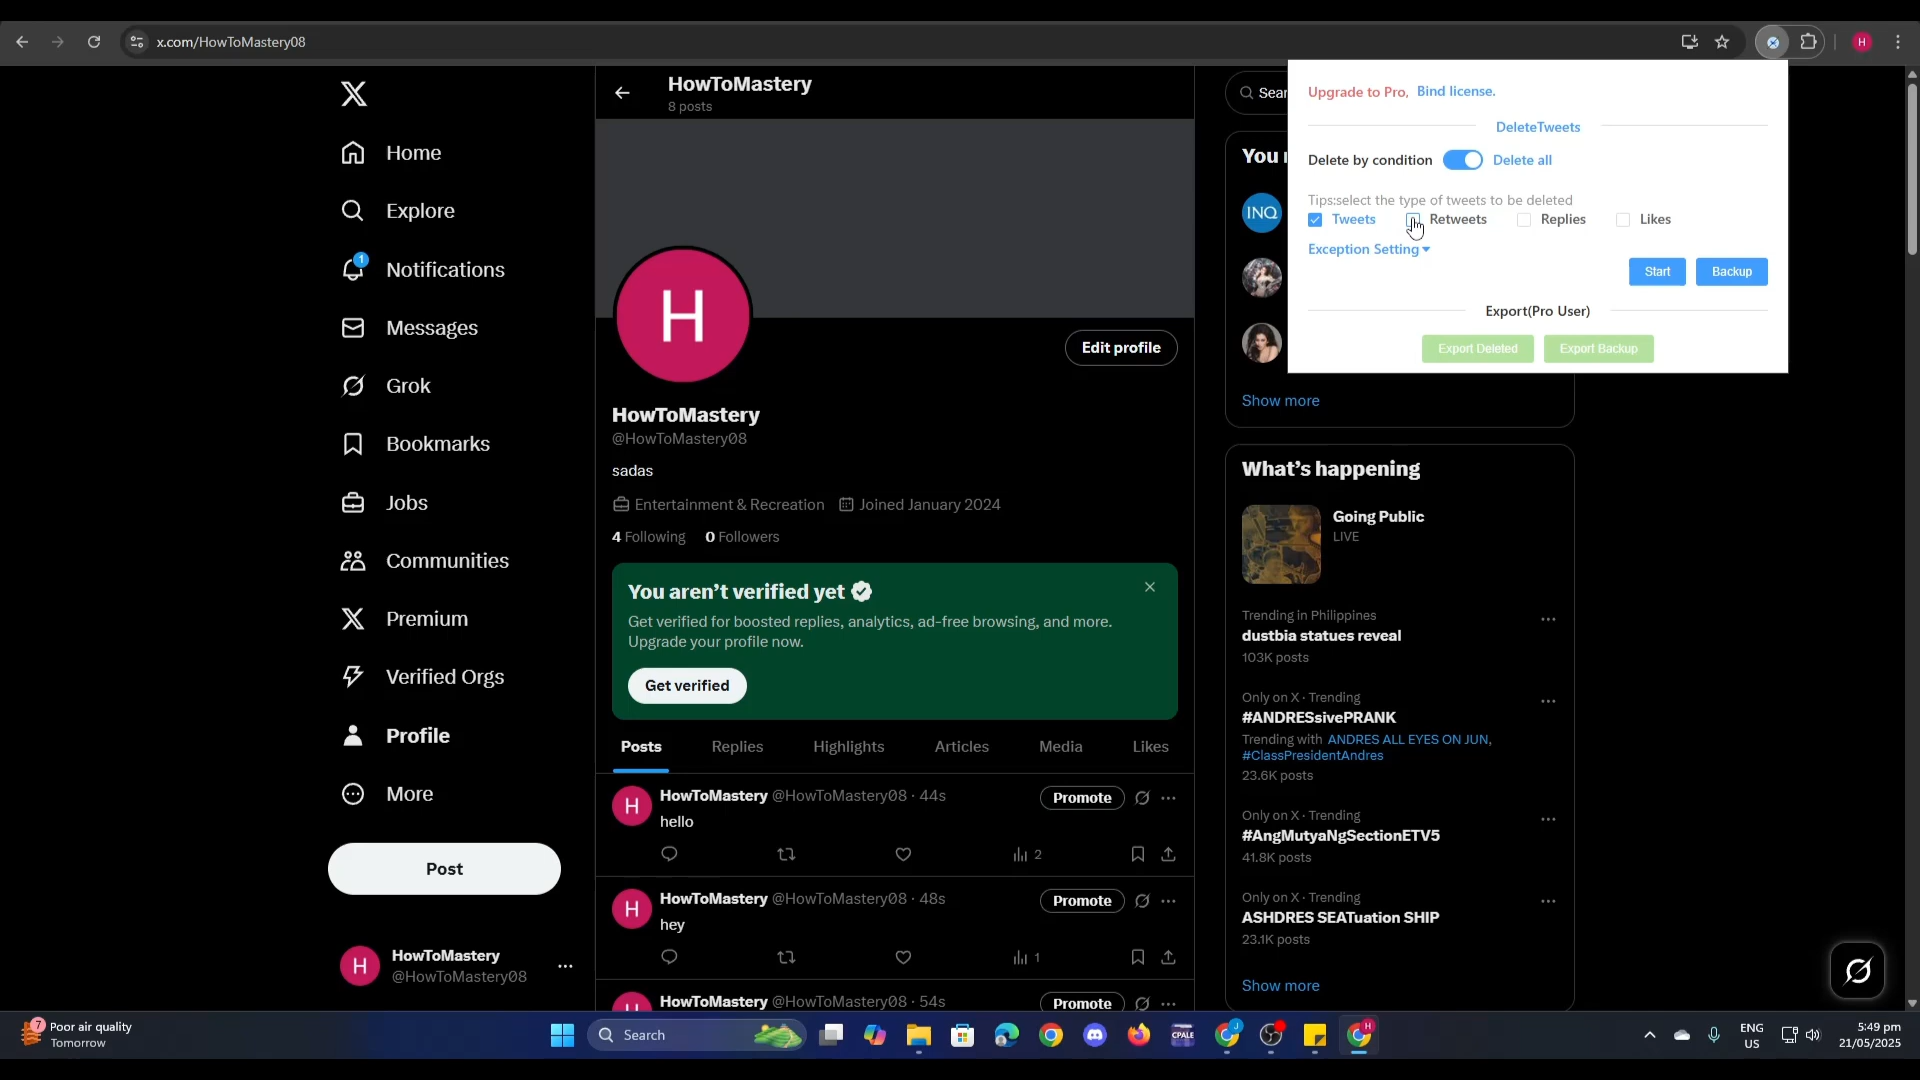 x.com/HowToMastery08
H
Home
Explore
1
Notifications
Messages
Grok
Bookmarks
Jobs
Communities
Premium
Verified Orgs
Profile
More
Post
H
HowToMastery
@HowToMastery08
HowToMastery
8 posts
H
Edit profile
HowToMastery
@HowToMastery08
sadas
Entertainment & Recreation Joined January 2024
4 Following 0 Followers
You aren't verified yet
Get verified for boosted replies, analytics, ad-free browsing, and more.
Upgrade your profile now.
Get verified
Posts Replies Highlights Articles Media Likes
H
HowToMastery @HowToMastery08 · 44s
Promote
hello
2
H
HowToMastery @HowToMastery08 · 48s
Promote
hey
1
HowToMastery @HowToMastery08 · 54s
Promote
Sear
You
INQ
Show more
Upgrade to Pro, Bind license.
DeleteTweets
Delete by condition Delete all
Tips:select the type of tweets to be deleted
Tweets Retweets Replies Likes
Exception Setting
Start Backup
Export(Pro User)
Export Deleted Export Backup
What's happening
Going Public
LIVE
Trending in Philippines
dustbia statues reveal
103K posts
Only on X · Trending
#ANDRESsivePRANK
Trending with ANDRES ALL EYES ON JUN,
#ClassPresidentAndres
23.6K posts
Only on X · Trending
#AngMutyaNgSectionETV5
41.8K posts
Only on X · Trending
ASHDRES SEATuation SHIP
23.1K posts
Show more
7
Poor air quality
Tomorrow
Search
CPALE
J
H
ENG
US
5:49 pm
21/05/2025